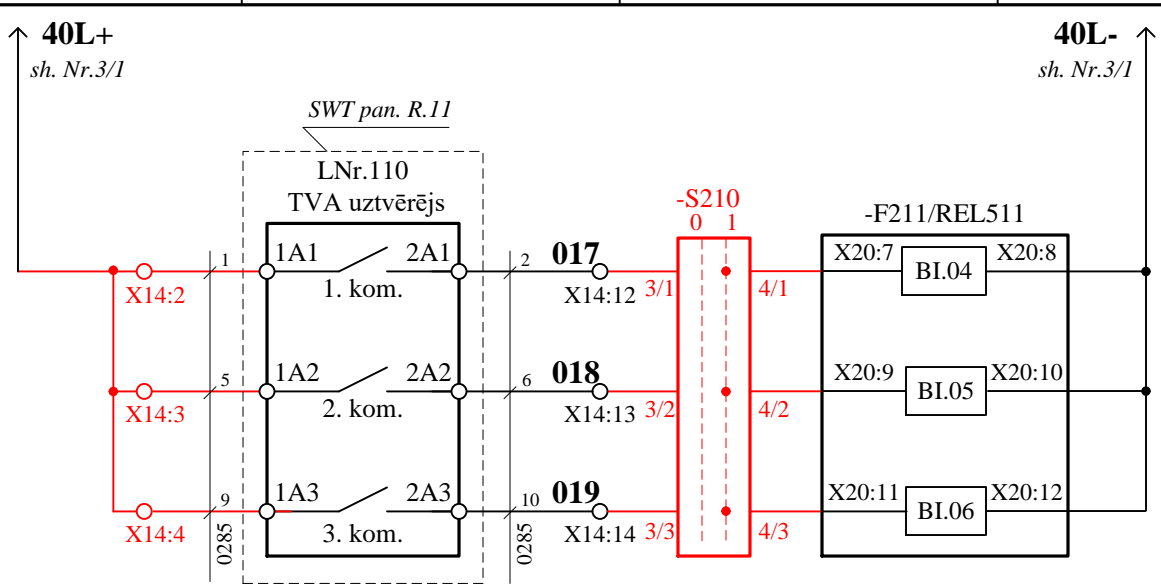 40L+
40L-
sh. Nr.3/1
sh. Nr.3/1
SWT pan. R.11
LNr.110
TVA uztvērējs
-S210
0 1
-F211/REL511
1 1A1 2A1 2 017 X20:7 BI.04 X20:8
X14:2 1. kom. X14:12 3/1 4/1
5 1A2 2A2 6 018 X20:9 BI.05 X20:10
X14:3 2. kom. X14:13 3/2 4/2
9 1A3 2A3 10 019 X20:11 BI.06 X20:12
X14:4 3. kom. X14:14 3/3 4/3
0285 0285